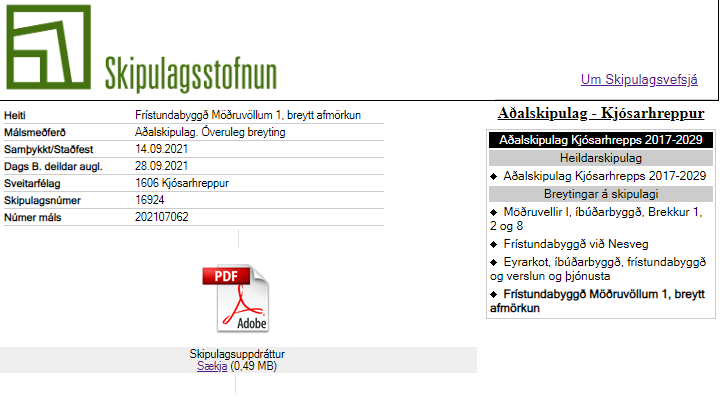 Skipulagsstofnun
Um Skipulagsvefsjá
Heiti Frístundabyggð Möðruvöllum 1, breytt afmörkun
Málsmeðferð Aðalskipulag. Óveruleg breyting
Samþykkt/Staðfest 14.09.2021
Dags B. deildar augl. 28.09.2021
Sveitarfélag 1606 Kjósarhreppur
Skipulagsnúmer 16924
Númer máls 202107062
PDF
Adobe
Skipulagsuppdráttur
Sækja (0,49 MB)
Aðalskipulag - Kjósarhreppur
Aðalskipulag Kjósarhrepps 2017-2029
Heildarskipulag
Aðalskipulag Kjósarhrepps 2017-2029
Breytingar á skipulagi
Möðruvellir I, íbúðarbyggð, Brekkur 1,
2 og 8
Frístundabyggð við Nesveg
Eyrarkot, íbúðarbyggð, frístundabyggð
og verslun og þjónusta
Frístundabyggð Möðruvöllum 1, breytt
afmörkun